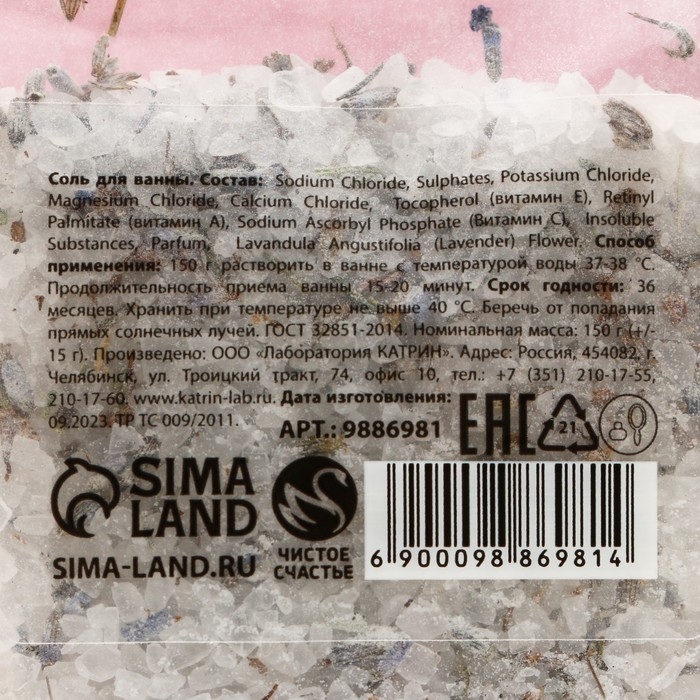 Соль для ванны. Состав: Sodium Chloride, Sulphates, Potassium Chloride,
Magnesium Chloride, Calcium Chloride, Tocopherol (витамин Е), Retinyl
Palmitate (витамин А), Sodium Ascorbyl Phosphate (Витамин С), Insoluble
Substances, Parfum, Lavandula Angustifolia (Lavender) Flower. Способ
применения: 150 г растворить в ванне с температурой воды 37-38 °С.
Продолжительность приема ванны 15-20 минут. Срок годности: 36
месяцев. Хранить при температуре не выше 40 °С. Беречь от попадания
прямых солнечных лучей. ГОСТ 32851-2014. Номинальная масса: 150 г (+/-
15 г). Произведено: ООО «Лаборатория КАТРИН». Адрес: Россия, 454082, г.
Челябинск, ул. Троицкий тракт, 74, офис 10, тел.: +7 (351) 210-17-55,
210-17-60, www.katrin-lab.ru. Дата изготовления:
09.2023. ТР ТС 009/2011.
АРТ.: 9886981
EAC
21
SIMA
LAND
SIMA-LAND.RU
ЧИСТОЕ
СЧАСТЬЕ
6 900098 869814